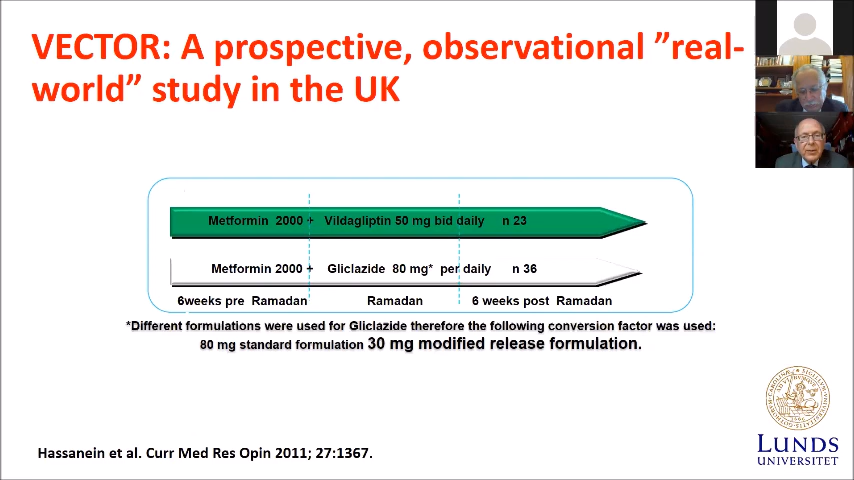 VECTOR: A prospective, observational ”real-
world” study in the UK
Metformin 2000 + Vildagliptin 50 mg bid daily n 23
Metformin 2000 + Gliclazide 80 mg* per daily n 36
6weeks pre Ramadan Ramadan 6 weeks post Ramadan
*Different formulations were used for Gliclazide therefore the following conversion factor was used:
80 mg standard formulation 30 mg modified release formulation.
Hassanein et al. Curr Med Res Opin 2011; 27:1367.
LUNDS
UNIVERSITET